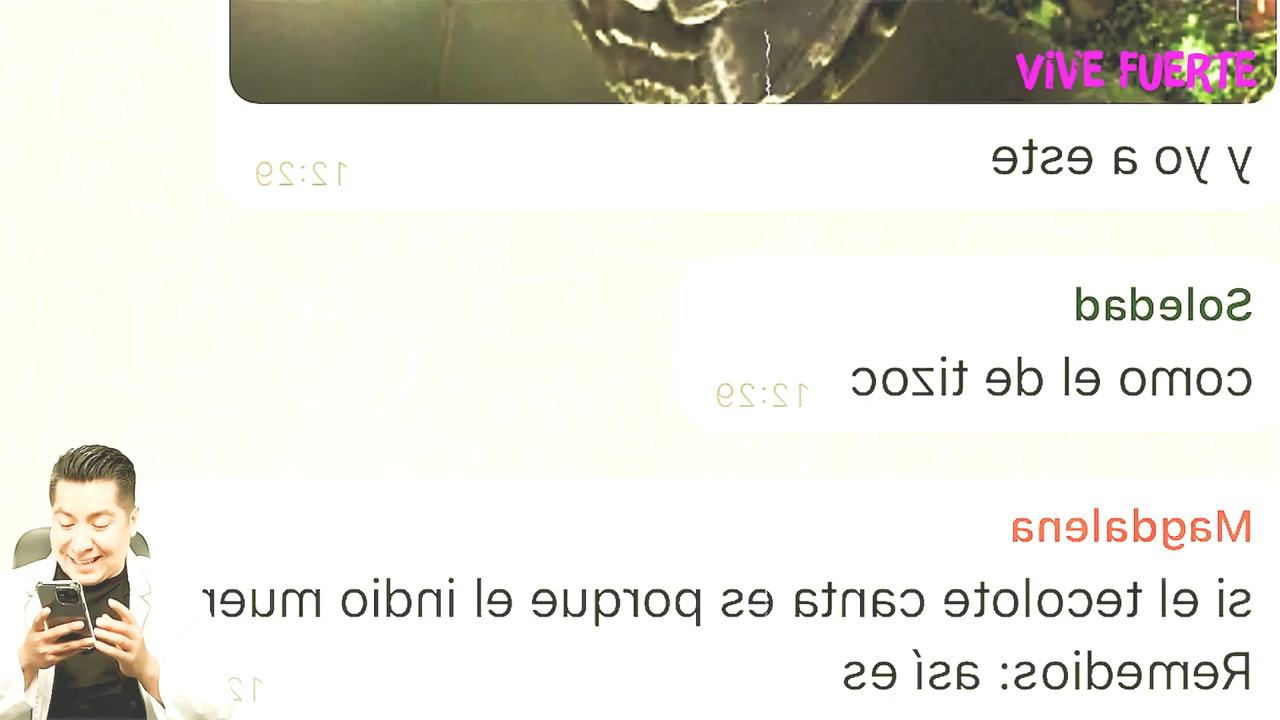 VIVE FUERTE
y yo a este
12:29
Soledad
como el de tizoc
12:29
Magdalena
si el tecolote canta es porque el indio muer
Remedios: así es
12